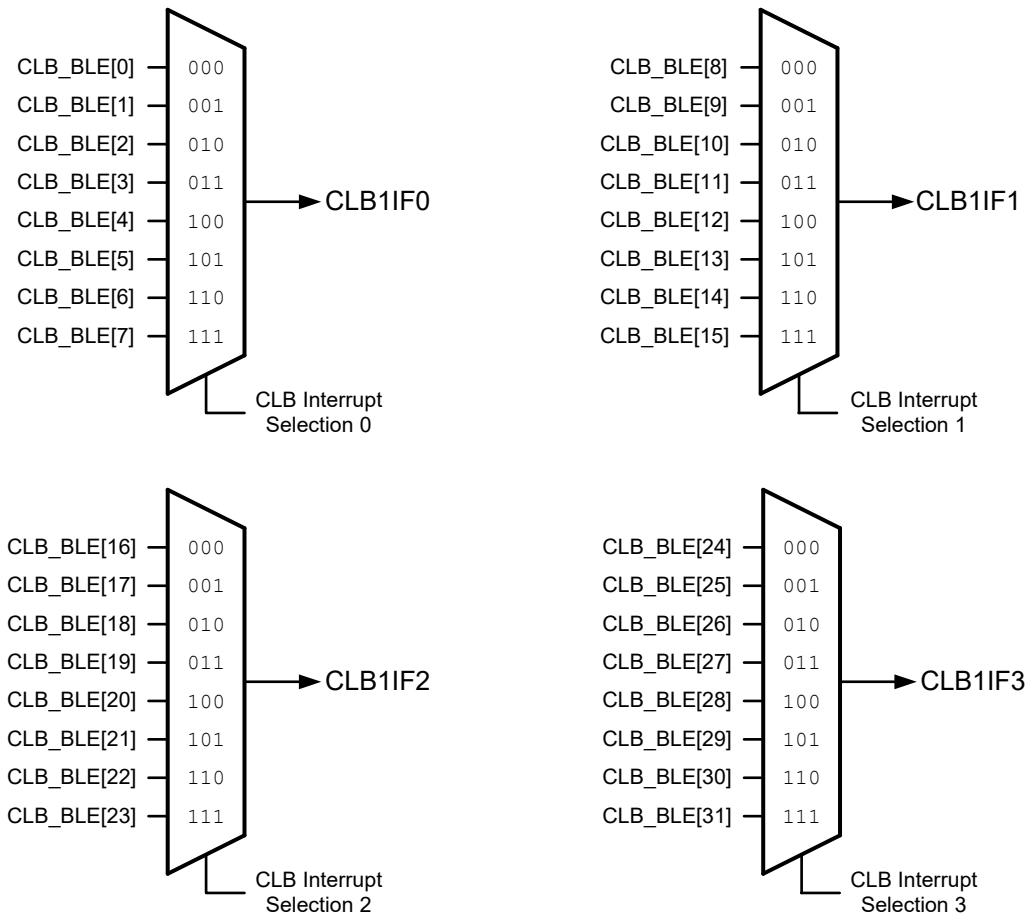 CLB_BLE[0] 000
CLB_BLE[1] 001
CLB_BLE[2] 010
CLB_BLE[3] 011
CLB_BLE[4] 100
CLB_BLE[5] 101
CLB_BLE[6] 110
CLB_BLE[7] 111
CLB1IF0
CLB Interrupt
Selection 0
CLB_BLE[8] 000
CLB_BLE[9] 001
CLB_BLE[10] 010
CLB_BLE[11] 011
CLB_BLE[12] 100
CLB_BLE[13] 101
CLB_BLE[14] 110
CLB_BLE[15] 111
CLB1IF1
CLB Interrupt
Selection 1
CLB_BLE[16] 000
CLB_BLE[17] 001
CLB_BLE[18] 010
CLB_BLE[19] 011
CLB_BLE[20] 100
CLB_BLE[21] 101
CLB_BLE[22] 110
CLB_BLE[23] 111
CLB1IF2
CLB Interrupt
Selection 2
CLB_BLE[24] 000
CLB_BLE[25] 001
CLB_BLE[26] 010
CLB_BLE[27] 011
CLB_BLE[28] 100
CLB_BLE[29] 101
CLB_BLE[30] 110
CLB_BLE[31] 111
CLB1IF3
CLB Interrupt
Selection 3